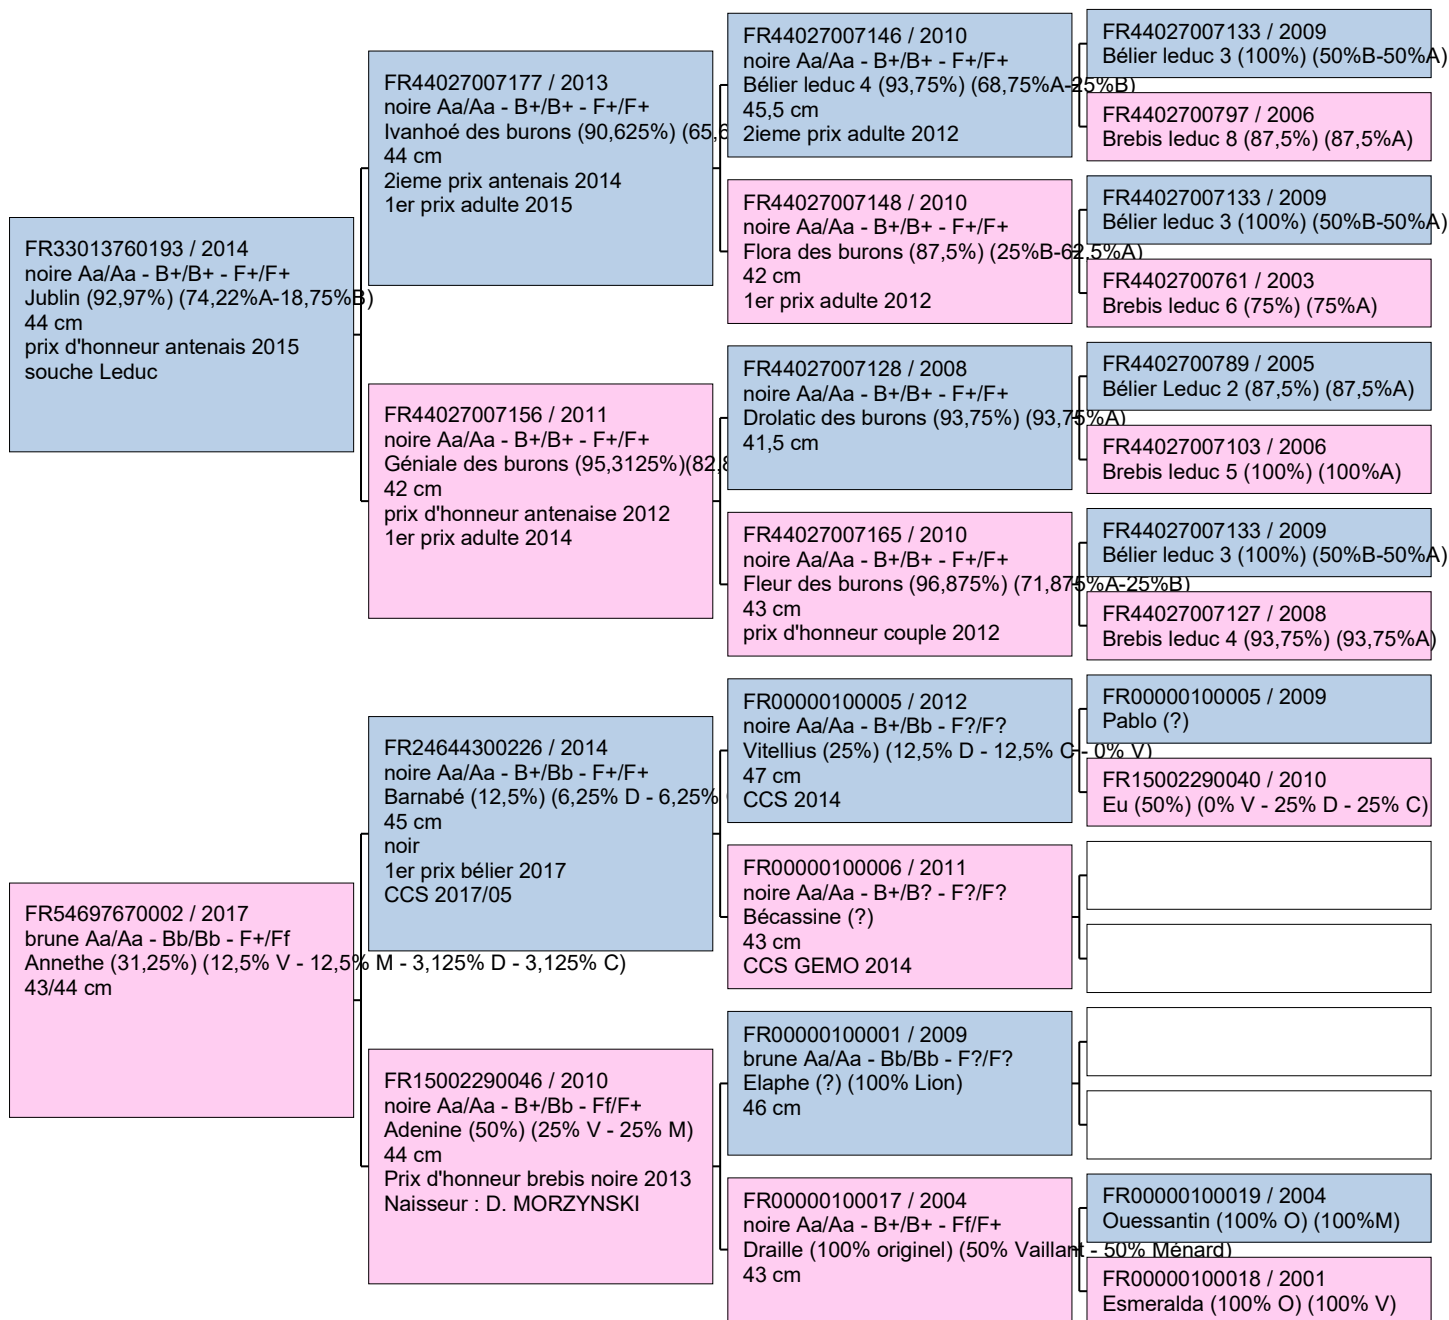 FR33013760193 / 2014
noire Aa/Aa - B+/B+ - F+/F+
Jublin (92,97%) (74,22%A-18,75%B)
44 cm
prix d'honneur antenais 2015
souche Leduc
FR54697670002 / 2017
brune Aa/Aa - Bb/Bb - F+/Ff
Annethe (31,25%) (12,5% V - 12,5% M - 3,125% D - 3,125% C)
43/44 cm
FR44027007177 / 2013
noire Aa/Aa - B+/B+ - F+/F+
Ivanhoé des burons (90,625%) (65,6
44 cm
2ieme prix antenais 2014
1er prix adulte 2015
FR44027007156 / 2011
noire Aa/Aa - B+/B+ - F+/F+
Géniale des burons (95,3125%)(82,8
42 cm
prix d'honneur antenaise 2012
1er prix adulte 2014
FR24644300226 / 2014
noire Aa/Aa - B+/Bb - F+/F+
Barnabé (12,5%) (6,25% D - 6,25%
45 cm
noir
1er prix bélier 2017
CCS 2017/05
FR15002290046 / 2010
noire Aa/Aa - B+/Bb - Ff/F+
Adenine (50%) (25% V - 25% M)
44 cm
Prix d'honneur brebis noire 2013
Naisseur : D. MORZYNSKI
FR44027007146 / 2010
noire Aa/Aa - B+/B+ - F+/F+
Bélier leduc 4 (93,75%) (68,75%A-25%B)
45,5 cm
2ieme prix adulte 2012
FR44027007148 / 2010
noire Aa/Aa - B+/B+ - F+/F+
Flora des burons (87,5%) (25%B-62,5%A)
42 cm
1er prix adulte 2012
FR44027007128 / 2008
noire Aa/Aa - B+/B+ - F+/F+
Drolatic des burons (93,75%) (93,75%A)
41,5 cm
FR44027007165 / 2010
noire Aa/Aa - B+/B+ - F+/F+
Fleur des burons (96,875%) (71,875%A-25%B)
43 cm
prix d'honneur couple 2012
FR00000100005 / 2012
noire Aa/Aa - B+/Bb - F?/F?
Vitellius (25%) (12,5% D - 12,5% C - 0% V)
47 cm
CCS 2014
FR00000100006 / 2011
noire Aa/Aa - B+/B? - F?/F?
Bécassine (?)
43 cm
CCS GEMO 2014
FR00000100001 / 2009
brune Aa/Aa - Bb/Bb - F?/F?
Elaphe (?) (100% Lion)
46 cm
FR00000100017 / 2004
noire Aa/Aa - B+/B+ - Ff/F+
Draille (100% originel) (50% Vaillant - 50% Ménard)
43 cm
FR44027007133 / 2009
Bélier leduc 3 (100%) (50%B-50%A)
FR4402700797 / 2006
Brebis leduc 8 (87,5%) (87,5%A)
FR44027007133 / 2009
Bélier leduc 3 (100%) (50%B-50%A)
FR4402700761 / 2003
Brebis leduc 6 (75%) (75%A)
FR4402700789 / 2005
Bélier Leduc 2 (87,5%) (87,5%A)
FR44027007103 / 2006
Brebis leduc 5 (100%) (100%A)
FR44027007133 / 2009
Bélier leduc 3 (100%) (50%B-50%A)
FR44027007127 / 2008
Brebis leduc 4 (93,75%) (93,75%A)
FR00000100005 / 2009
Pablo (?)
FR15002290040 / 2010
Eu (50%) (0% V - 25% D - 25% C)
FR00000100019 / 2004
Ouessantin (100% O) (100%M)
FR00000100018 / 2001
Esmeralda (100% O) (100% V)